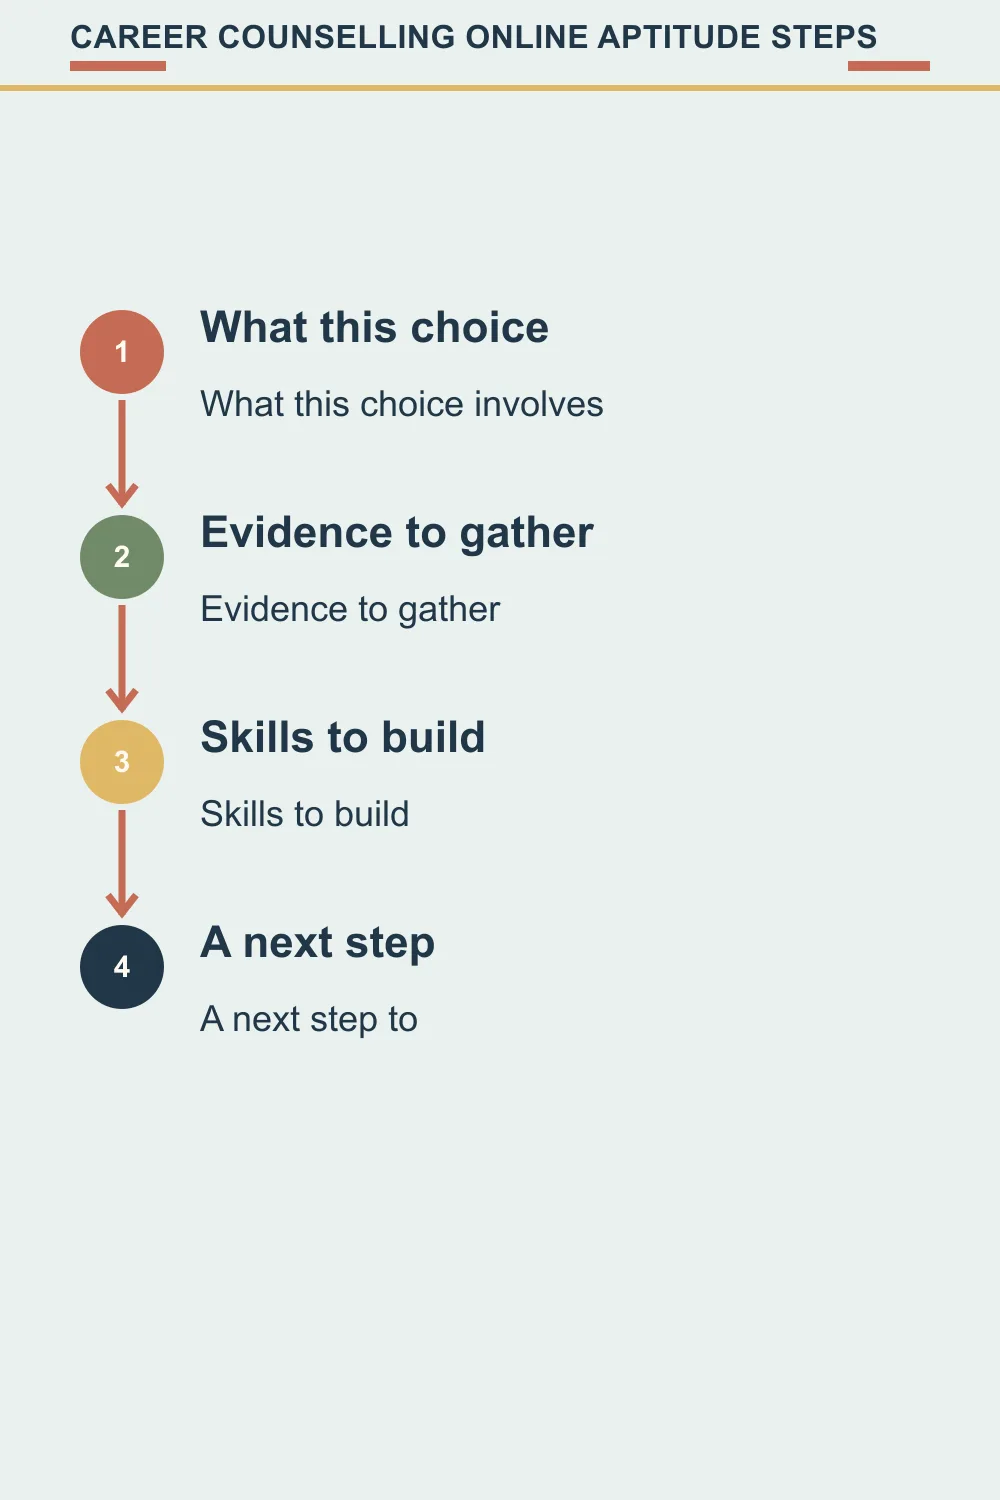 CAREER COUNSELLING ONLINE APTITUDE STEPS
1
What this choice
What this choice involves
2
Evidence to gather
Evidence to gather
3
Skills to build
Skills to build
4
A next step
A next step to